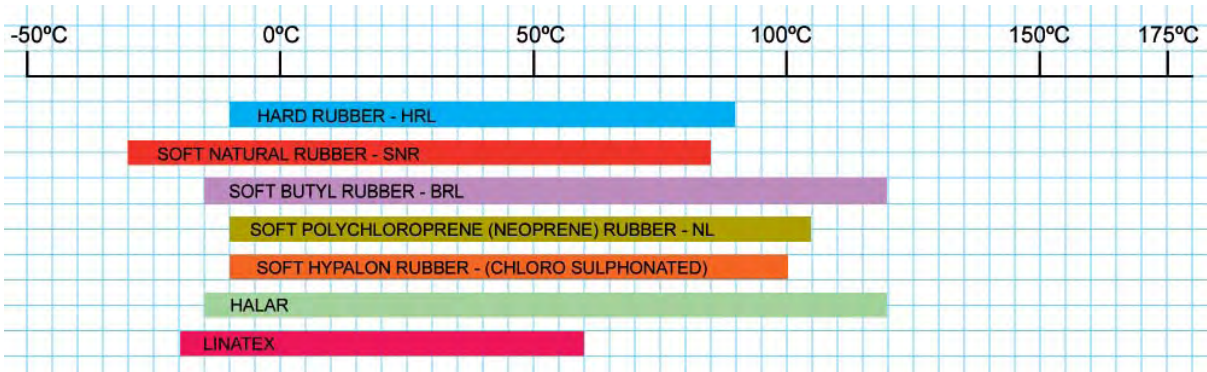 -50ºC 0ºC 50ºC 100ºC 150ºC 175ºC
HARD RUBBER - HRL
SOFT NATURAL RUBBER - SNR
SOFT BUTYL RUBBER - BRL
SOFT POLYCHLOROPRENE (NEOPRENE) RUBBER - NL
SOFT HYPALON RUBBER - (CHLORO SULPHONATED)
HALAR
LINATEX